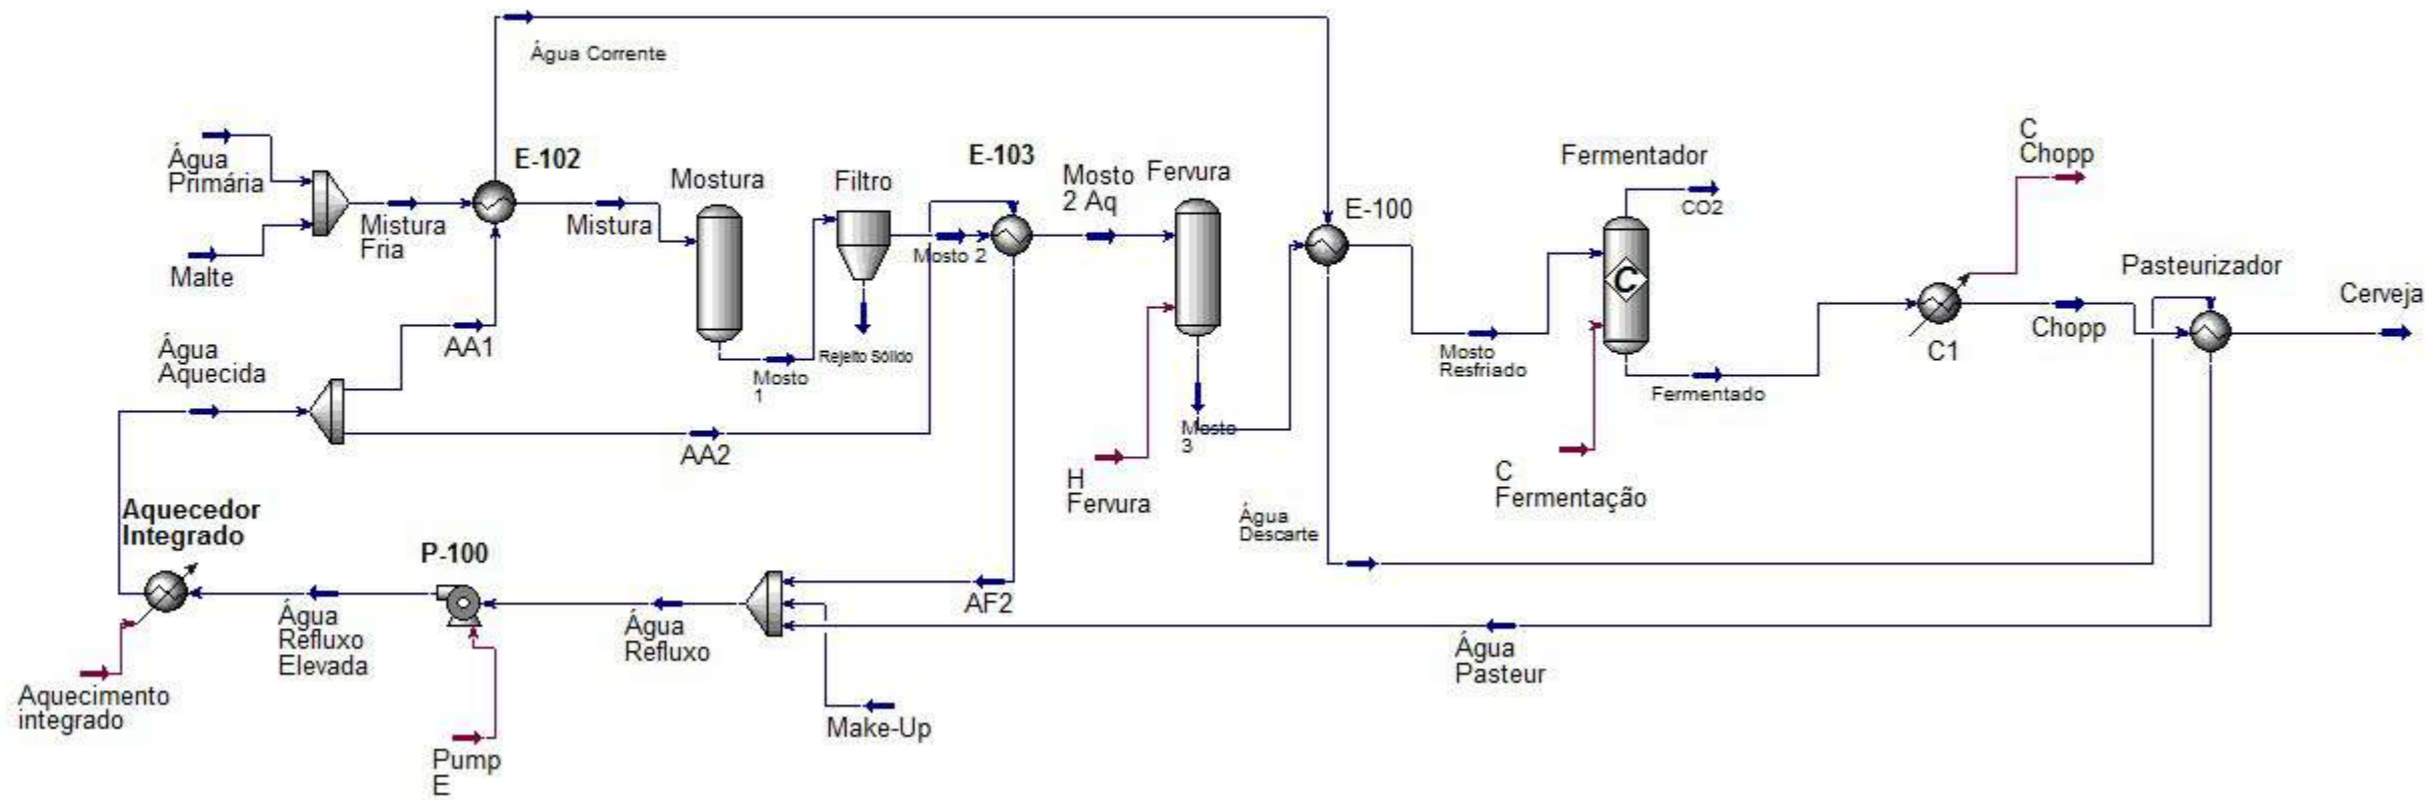 Água Corrente
Água
Primária
Malte
Mistura
Fria
E-102
Mistura
Mostura
Mosto
1
Filtro
Rejeito Sólido
Mosto 2
E-103
Mosto
2 Aq
Fervura
Mosto
3
H
Fervura
E-100
Mosto
Resfriado
Fermentador
CO2
C
Fermentado
C
Fermentação
C1
C
Chopp
Chopp
Pasteurizador
Cerveja
Água
Aquecida
AA1
AA2
Água
Descarte
Aquecedor
Integrado
Aquecimento
integrado
Água
Refluxo
Elevada
P-100
Pump
E
Água
Refluxo
AF2
Make-Up
Água
Pasteur